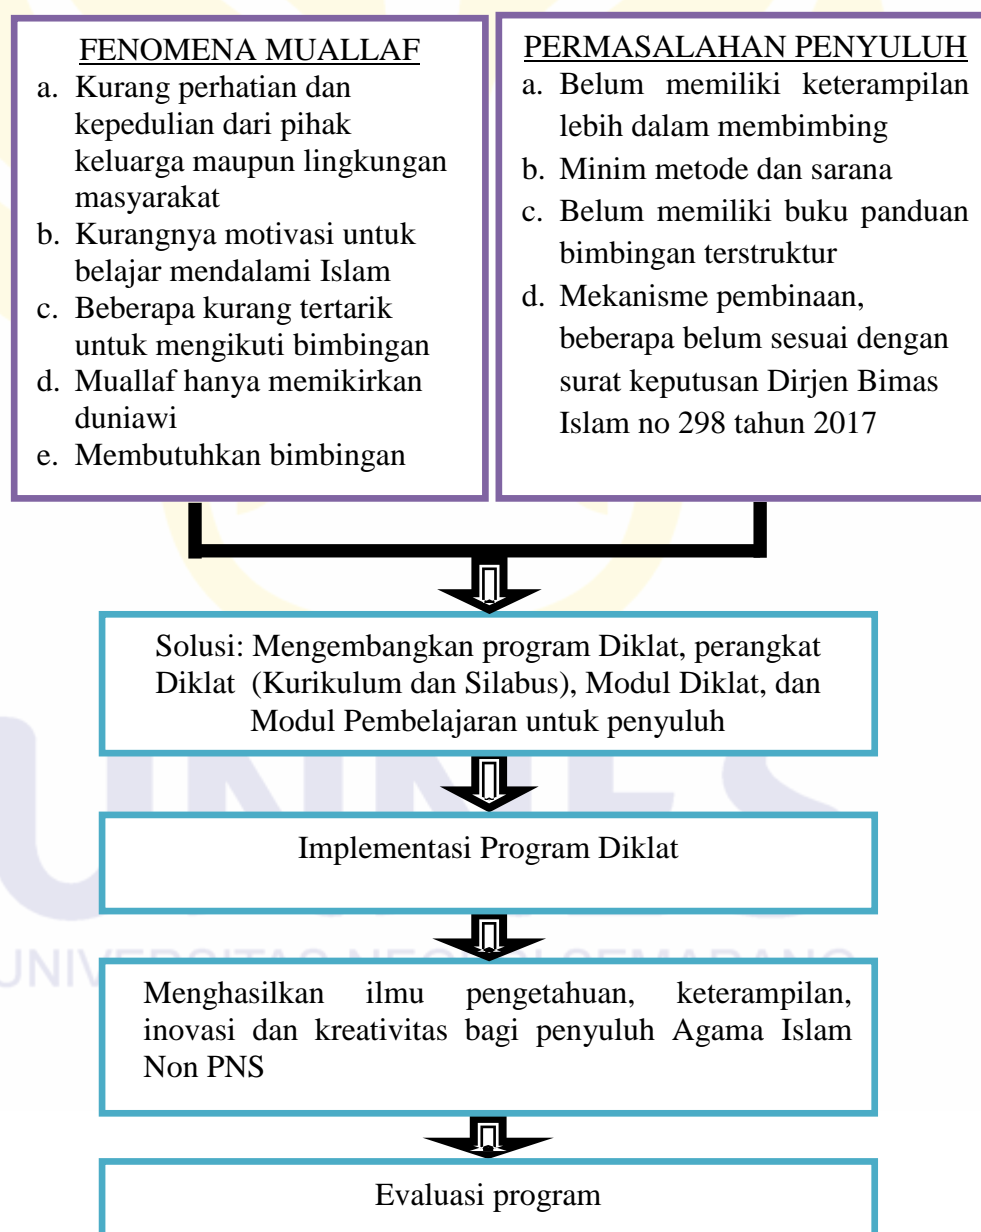 FENOMENA MUALLAF
a. Kurang perhatian dan
kepedulian dari pihak
keluarga maupun lingkungan
masyarakat
b. Kurangnya motivasi untuk
belajar mendalami Islam
c. Beberapa kurang tertarik
untuk mengikuti bimbingan
d. Muallaf hanya memikirkan
duniawi
e. Membutuhkan bimbingan
PERMASALAHAN PENYULUH
a. Belum memiliki keterampilan
lebih dalam membimbing
b. Minim metode dan sarana
c. Belum memiliki buku panduan
bimbingan terstruktur
d. Mekanisme pembinaan,
beberapa belum sesuai dengan
surat keputusan Dirjen Bimas
Islam no 298 tahun 2017
Solusi: Mengembangkan program Diklat, perangkat
Diklat (Kurikulum dan Silabus), Modul Diklat, dan
Modul Pembelajaran untuk penyuluh
Implementasi Program Diklat
Menghasilkan ilmu pengetahuan, keterampilan,
inovasi dan kreativitas bagi penyuluh Agama Islam
Non PNS
Evaluasi program
UNNES
UNIVERSITAS NEGERI SEMARANG